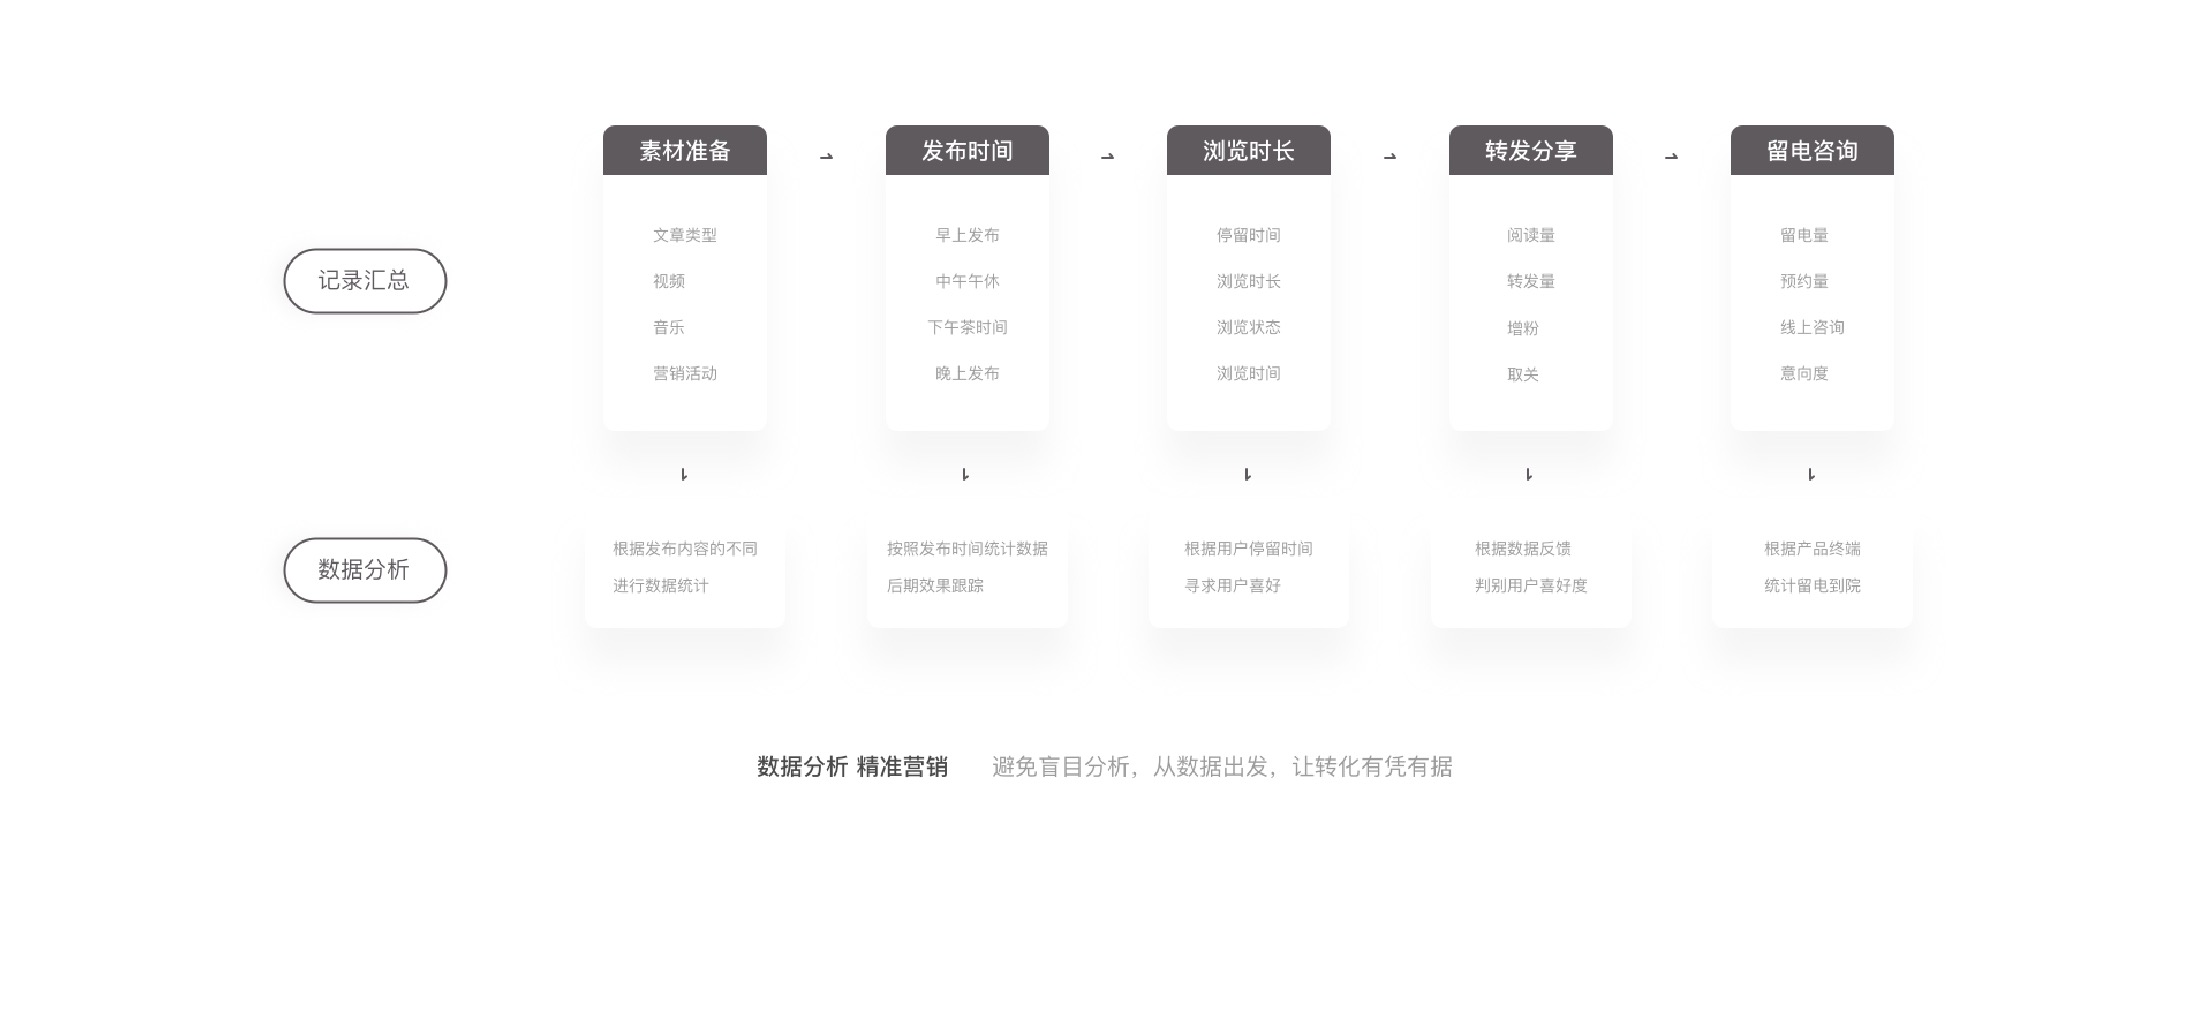 记录汇总
素材准备
文章类型
视频
音乐
营销活动
发布时间
早上发布
中午午休
下午茶时间
晚上发布
浏览时长
停留时间
浏览时长
浏览状态
浏览时间
转发分享
阅读量
转发量
增粉
取关
留电咨询
留电量
预约量
线上咨询
意向度
数据分析
根据发布内容的不同
进行数据统计
按照发布时间统计数据
后期效果跟踪
根据用户停留时间
寻求用户喜好
根据数据反馈
判别用户喜好度
根据产品终端
统计留电到院
数据分析 精准营销 避免盲目分析，从数据出发，让转化有凭有据